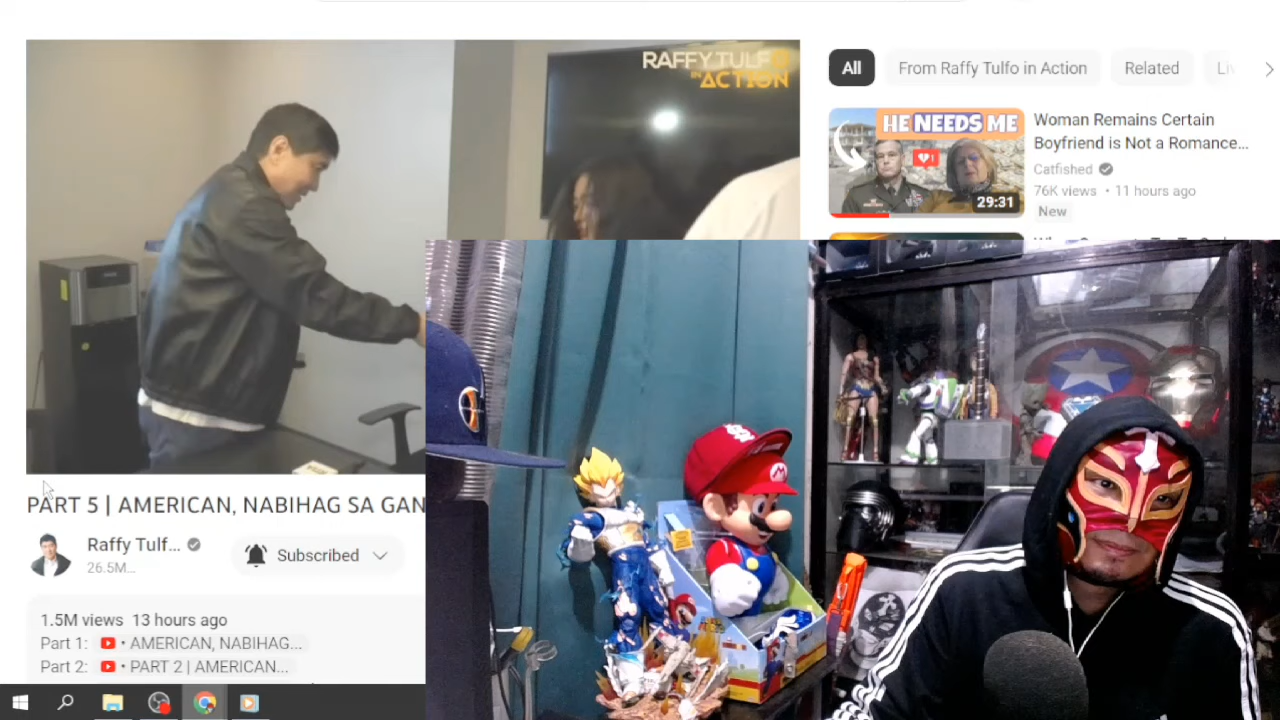 RAFFY TULFO
IN ACTION
All
From Raffy Tulfo in Action
Related
HE NEEDS ME
29:31
Woman Remains Certain
Boyfriend is Not a Romance...
Catfished
76K views • 11 hours ago
New
PART 5 | AMERICAN, NABIHAG SA GAN
Raffy Tulf...
26.5M...
Subscribed
1.5M views 13 hours ago
Part 1: • AMERICAN, NABIHAG...
Part 2: • PART 2 | AMERICAN...